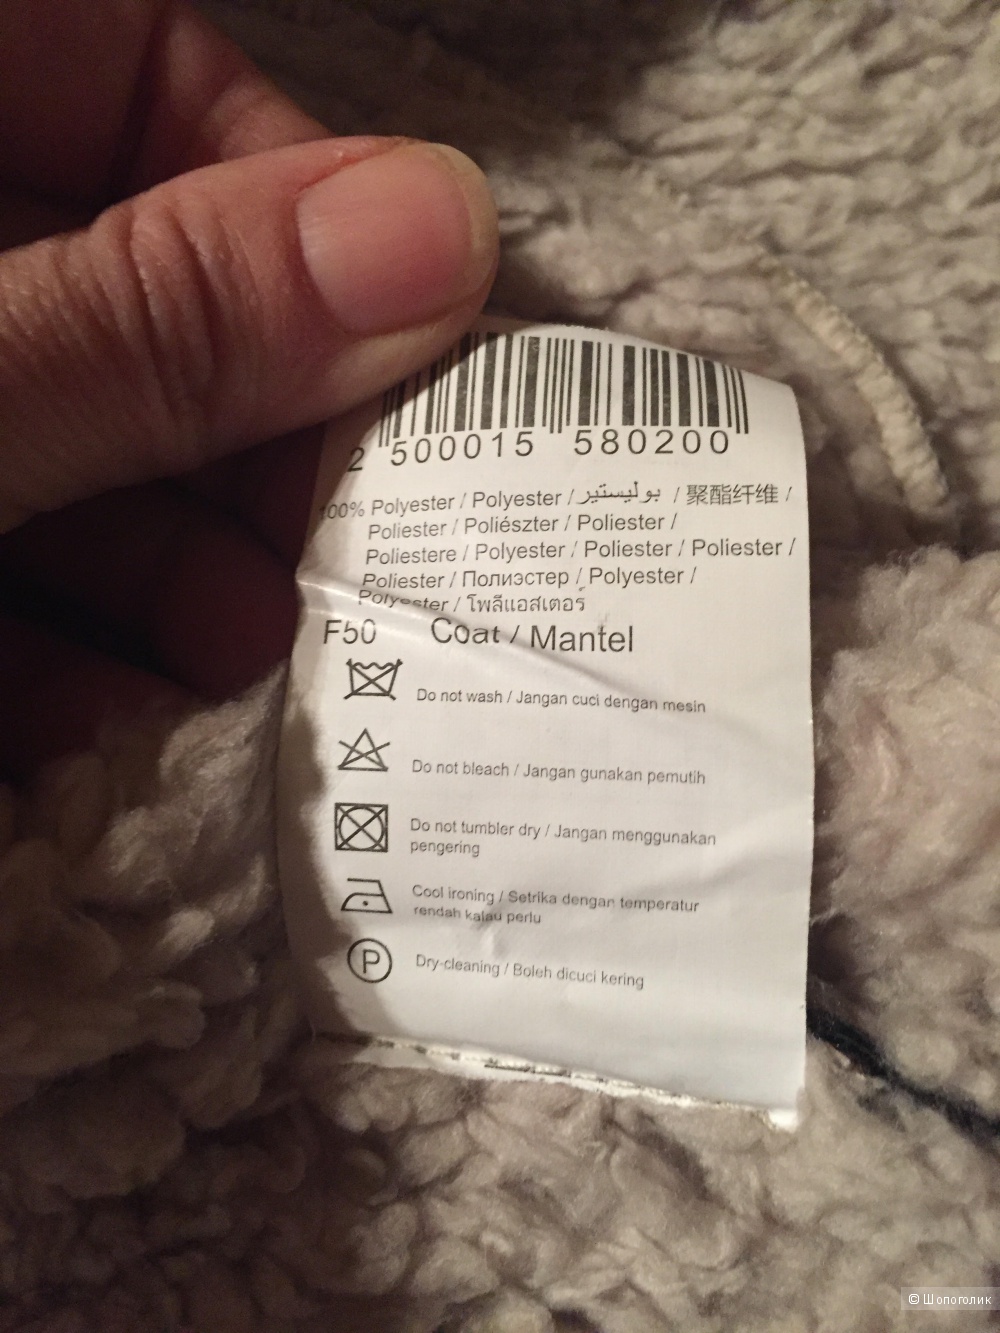 2 500015 580200
100% Polyester / Polyester / بوليستير / 聚酯纤维 /
Poliester / Poliészter / Poliester /
Poliestere / Polyester / Poliester / Poliester /
Poliester / Полиэстер / Polyester /
Polyester / โพลีแอสเตอร์
F50 Coat / Mantel
Do not wash / Jangan cuci dengan mesin
Do not bleach / Jangan gunakan pemutih
Do not tumbler dry / Jangan menggunakan
pengering
Cool ironing / Setrika dengan temperatur
rendah kalau perlu
P Dry-cleaning / Boleh dicuci kering
© Шопоголик